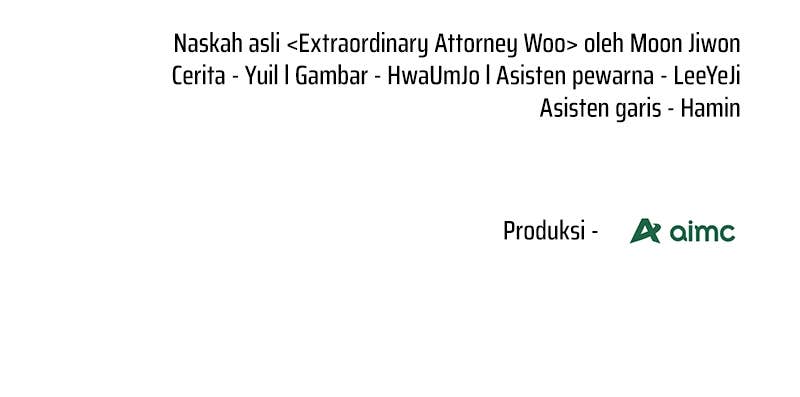 Naskah asli <Extraordinary Attorney Woo> oleh Moon Jiwon
Cerita - Yuil l Gambar - HwaUmJo l Asisten pewarna - LeeYeJi
Asisten garis - Hamin
Produksi - aimc